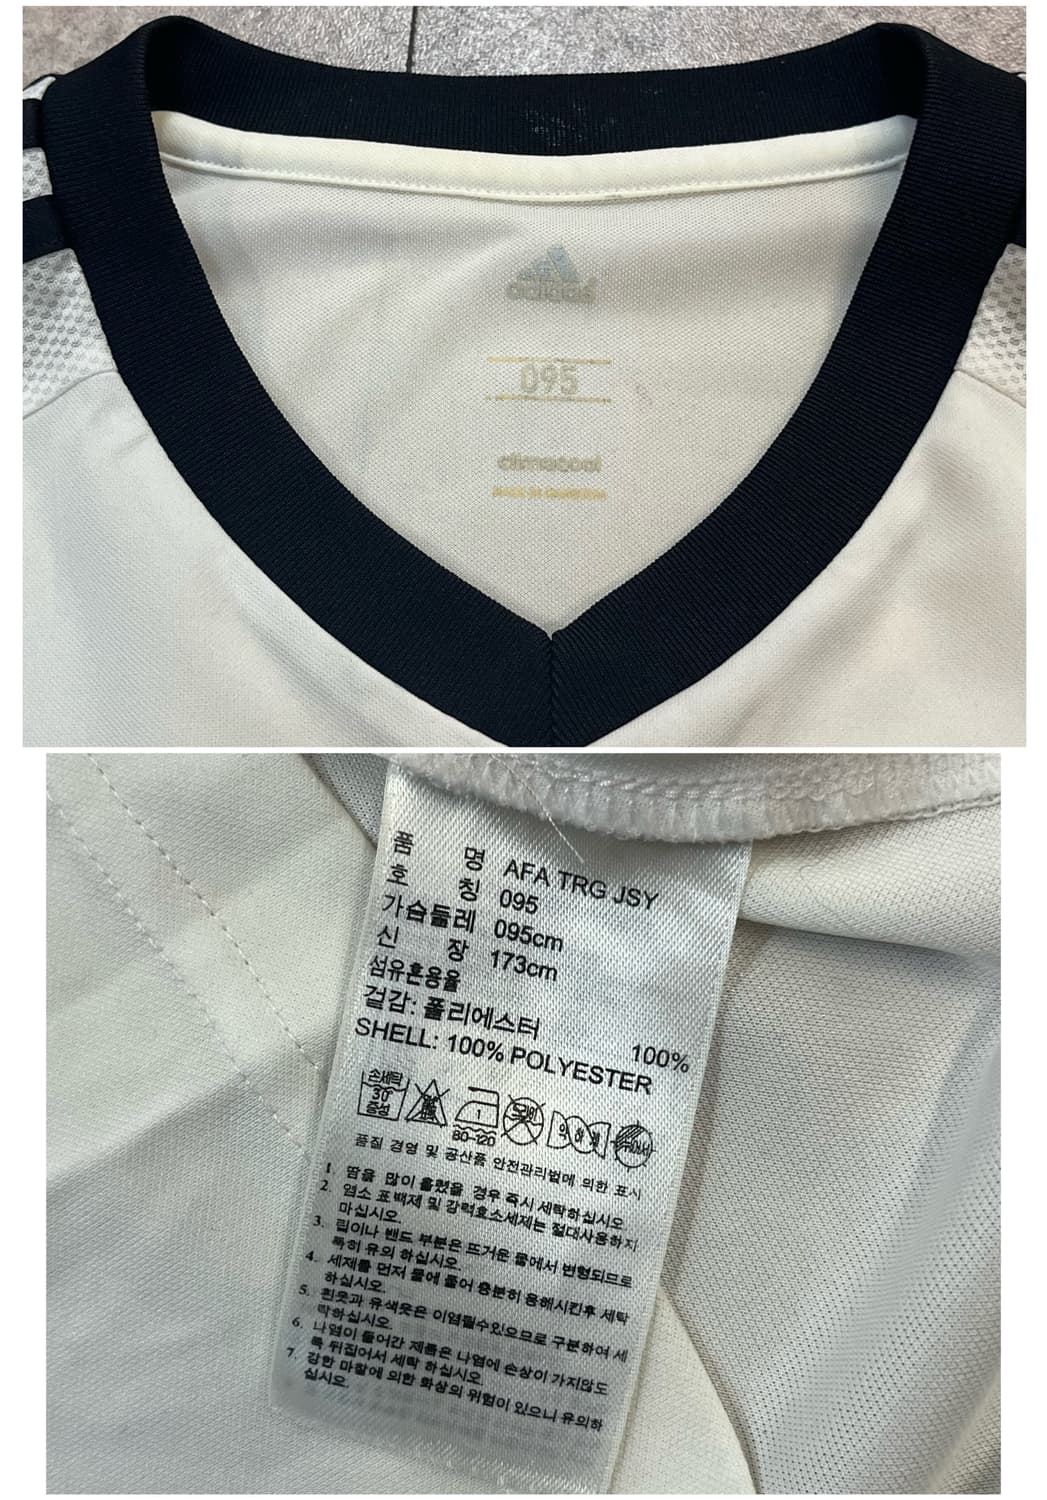 adidas
095
climacool
MADE IN CAMBODIA
품 명 AFA TRG JSY
호 칭 095
가슴둘레 095cm
신 장 173cm
섬유혼용율
겉감: 폴리에스터 100%
SHELL: 100% POLYESTER
손세탁
30°
중성
1
80-120
약하게
품질 경영 및 공산품 안전관리법에 의한 표시
1. 땀을 많이 흘렸을 경우 즉시 세탁하십시오.
2. 염소 표백제 및 강력효소세제는 절대사용하지
마십시오.
3. 립이나 밴드 부분은 뜨거운 물에서 변형되므로
특히 유의 하십시오.
4. 세제를 먼저 물에 풀어 충분히 용해시킨후 세탁
하십시오.
5. 흰옷과 유색옷은 이염될수있으므로 구분하여 세
탁하십시오.
6. 나염이 들어간 제품은 나염에 손상이 가지않도
록 뒤집어서 세탁 하십시오.
7. 강한 마찰에 의한 화상의 위험이 있으니 유의하
십시오.